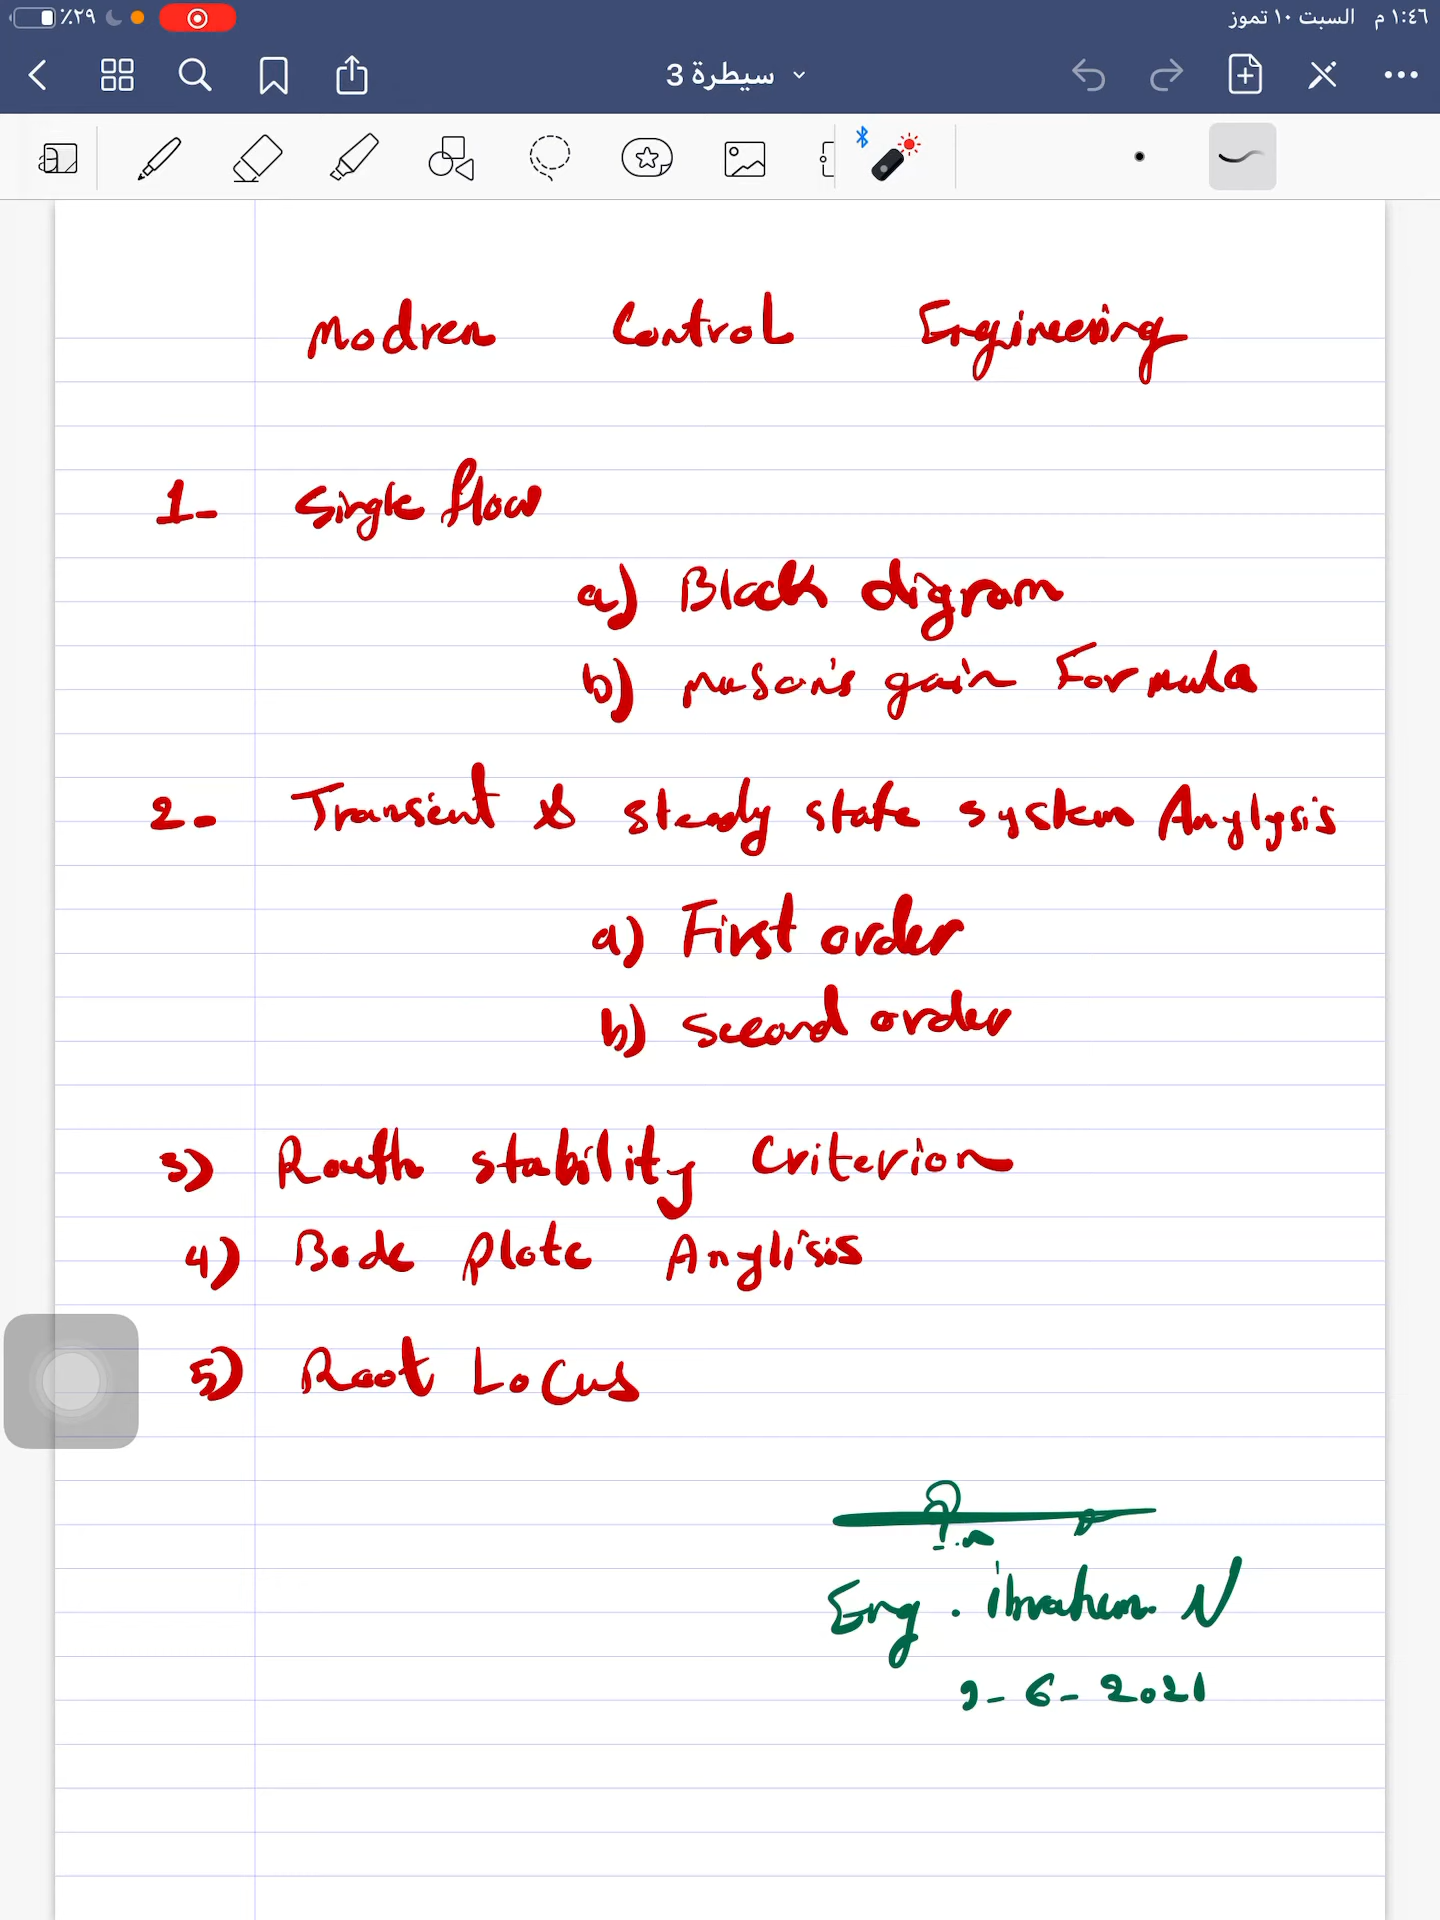 ٪٢٩
١:٤٦ م السبت ١٠ تموز
سيطرة 3
Modren Control Engineering
1- Single flow
a) Block digram
b) mason's gain Formula
2- Transient & steady state system Anylysis
a) First order
b) second order
3) Routh stability Criterion
4) Bode plote Anylisis
5) Root Locus
Eng. ibrahem N
9-6-2021